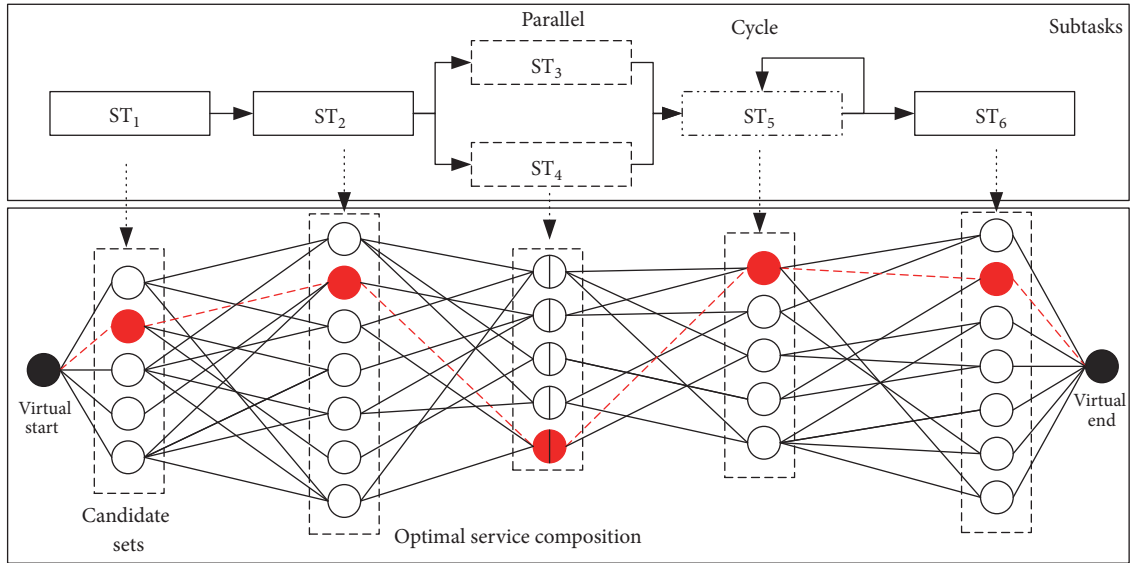 Parallel
Cycle
Subtasks
ST3
ST1
ST2
ST5
ST6
ST4
Virtual
start
Virtual
end
Candidate
sets
Optimal service composition